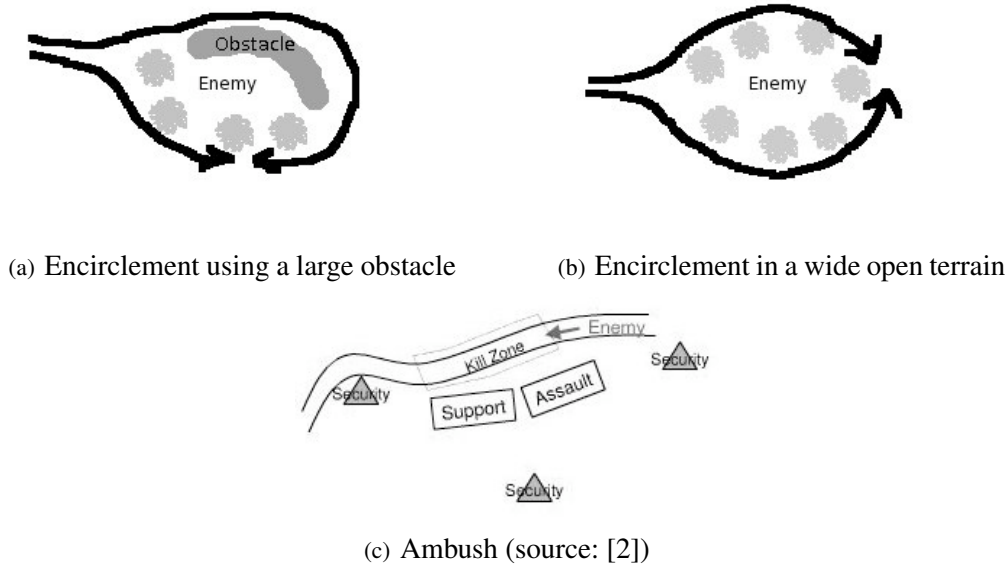 Obstacle
Enemy
Enemy
(a) Encirclement using a large obstacle
(b) Encirclement in a wide open terrain
Enemy
Kill Zone
Security
Security
Support
Assault
Security
(c) Ambush (source: [2])